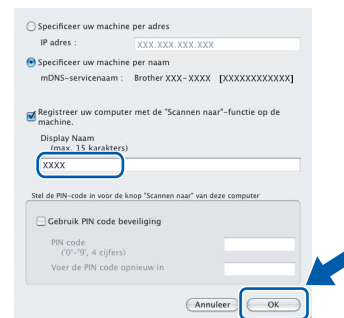 Specificeer uw machine per adres
IP adres :
XXX.XXX.XXX.XXX
Specificeer uw machine per naam
mDNS-servicenaam : Brother XXX-XXXX [XXXXXXXXXXXX]
Registreer uw computer met de "Scannen naar"-functie op de
machine.
Display Naam
(max. 15 karakters)
XXXX
Stel de PIN-code in voor de knop "Scannen naar" van deze computer
Gebruik PIN code beveiliging
PIN code
('0'-'9', 4 cijfers)
Voer de PIN code opnieuw in
Annuleer OK